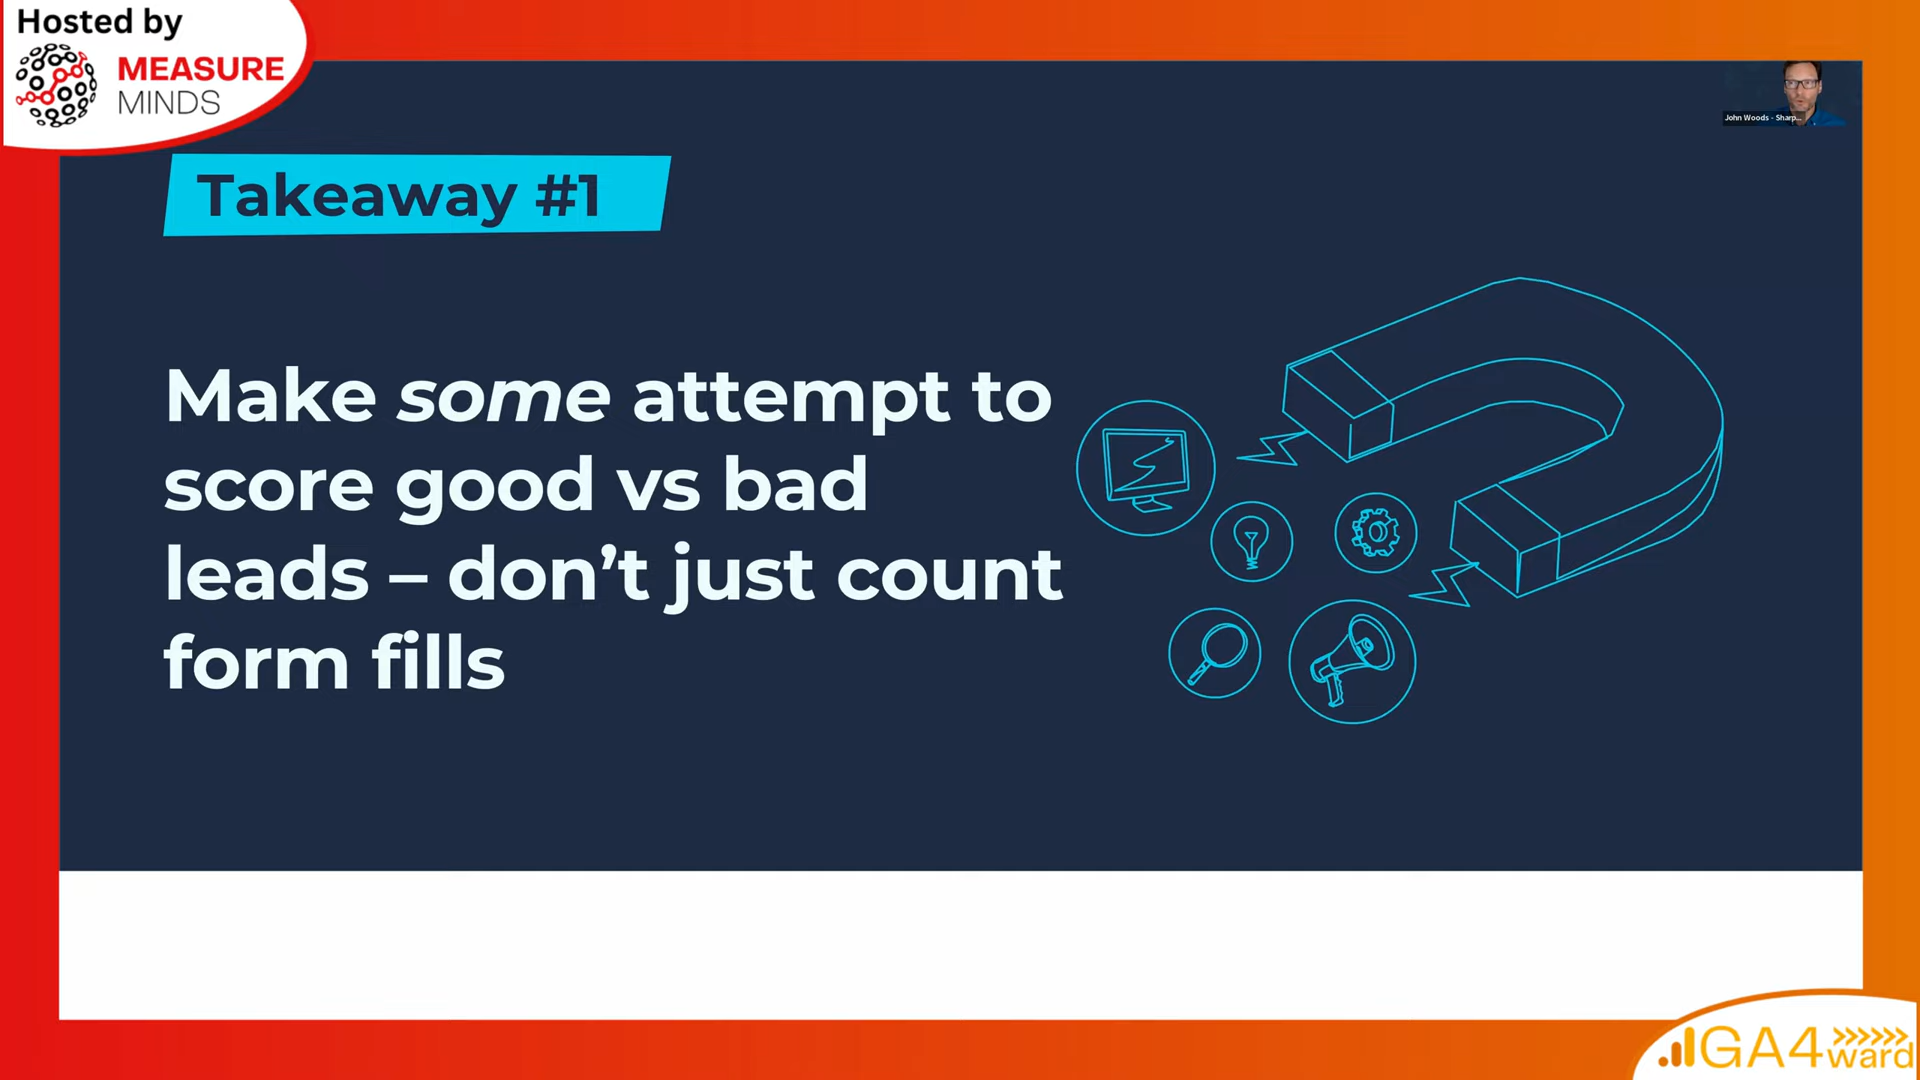 Hosted by
MEASURE
MINDS
John Woods - Sharp...
Takeaway #1
Make some attempt to
score good vs bad
leads – don’t just count
form fills
GA4ward